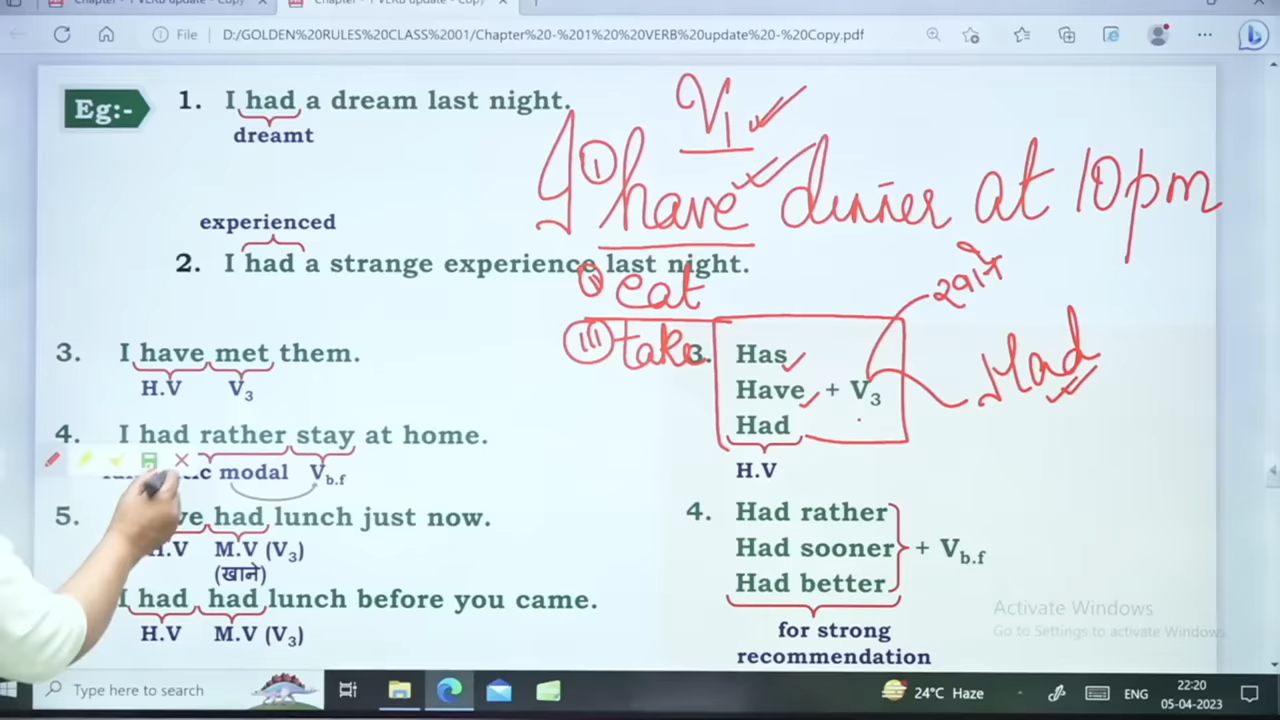 File D:/GOLDEN%20RULES%20CLASS%2001/Chapter%20-%201%20%20VERB%20update%20-%20Copy.pdf
Eg:-
1. I had a dream last night.
dreamt
V1
I have dinner at 10pm
experienced
2. I had a strange experience last night.
eat
take
3. I have met them.
H.V V3
3. Has
Have + V3
Had
H.V
Had
4. I had rather stay at home.
modal Vb.f
5. had lunch just now.
H.V M.V (V3)
(खाने)
I had had lunch before you came.
H.V M.V (V3)
4. Had rather
Had sooner + Vb.f
Had better
for strong
recommendation
Activate Windows
Go to Settings to activate Windows.
Type here to search
24°C Haze
ENG
22:20
05-04-2023